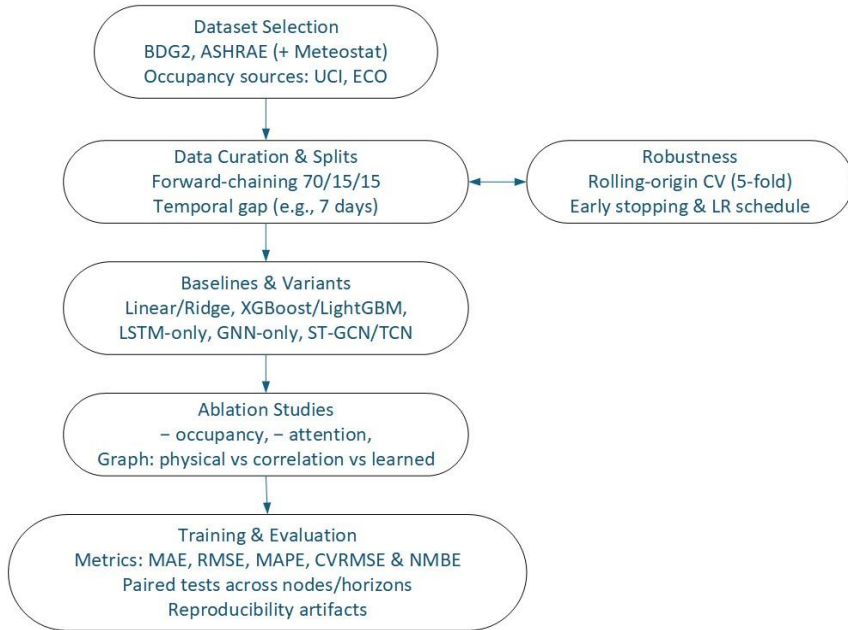 Dataset Selection
BDG2, ASHRAE (+ Meteostat)
Occupancy sources: UCI, ECO
Data Curation & Splits
Forward-chaining 70/15/15
Temporal gap (e.g., 7 days)
Robustness
Rolling-origin CV (5-fold)
Early stopping & LR schedule
Baselines & Variants
Linear/Ridge, XGBoost/LightGBM,
LSTM-only, GNN-only, ST-GCN/TCN
Ablation Studies
− occupancy, − attention,
Graph: physical vs correlation vs learned
Training & Evaluation
Metrics: MAE, RMSE, MAPE, CVRMSE & NMBE
Paired tests across nodes/horizons
Reproducibility artifacts